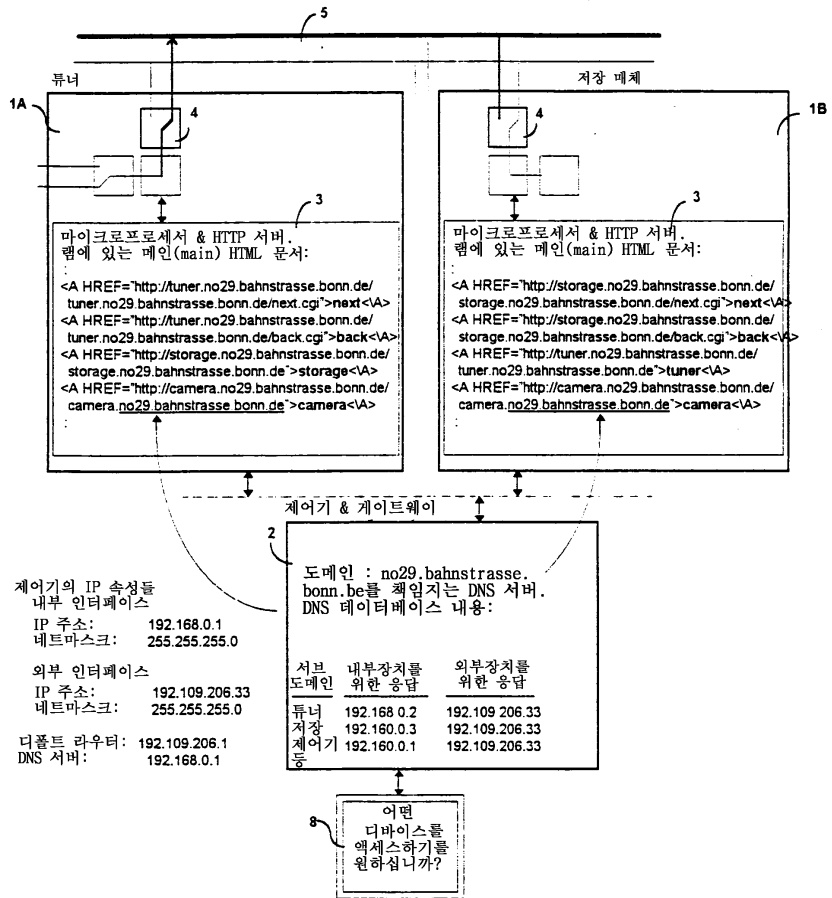 5
튜너
저장 매체
1A
4
4
1B
3
3
마이크로프로세서 & HTTP 서버.
램에 있는 메인(main) HTML 문서:
:
<A HREF="http://tuner.no29.bahnstrasse.bonn.de/
tuner.no29.bahnstrasse.bonn.de/next.cgi">next<\A>
<A HREF="http://tuner.no29.bahnstrasse.bonn.de/
tuner.no29.bahnstrasse.bonn.de/back.cgi">back<\A>
<A HREF="http://storage.no29.bahnstrasse.bonn.de/
storage.no29.bahnstrasse.bonn.de">storage<\A>
<A HREF="http://camera.no29.bahnstrasse.bonn.de/
camera.no29.bahnstrasse.bonn.de">camera<\A>
:
마이크로프로세서 & HTTP 서버.
램에 있는 메인(main) HTML 문서:
:
<A HREF="http://storage.no29.bahnstrasse.bonn.de/
storage.no29.bahnstrasse.bonn.de/next.cgi">next<\A>
<A HREF="http://storage.no29.bahnstrasse.bonn.de/
storage.no29.bahnstrasse.bonn.de/back.cgi">back<\A>
<A HREF="http://tuner.no29.bahnstrasse.bonn.de/
tuner.no29.bahnstrasse.bonn.de">tuner<\A>
<A HREF="http://camera.no29.bahnstrasse.bonn.de/
camera.no29.bahnstrasse.bonn.de">camera<\A>
:
제어기 & 게이트웨이
2
도메인 : no29.bahnstrasse.
bonn.be를 책임지는 DNS 서버.
DNS 데이터베이스 내용:
서브 내부장치를 외부장치를
도메인 위한 응답 위한 응답
튜너 192.168 0.2 192.109 206.33
저장 192.160.0.3 192.109.206.33
제어기 192.160.0.1 192.109.206.33
등
제어기의 IP 속성들
내부 인터페이스
IP 주소: 192.168.0.1
네트마스크: 255.255.255.0
외부 인터페이스
IP 주소: 192.109 206.33
네트마스크: 255.255.255.0
디폴트 라우터: 192.109.206.1
DNS 서버: 192.168.0.1
8
어떤
디바이스를
액세스하기를
원하십니까?